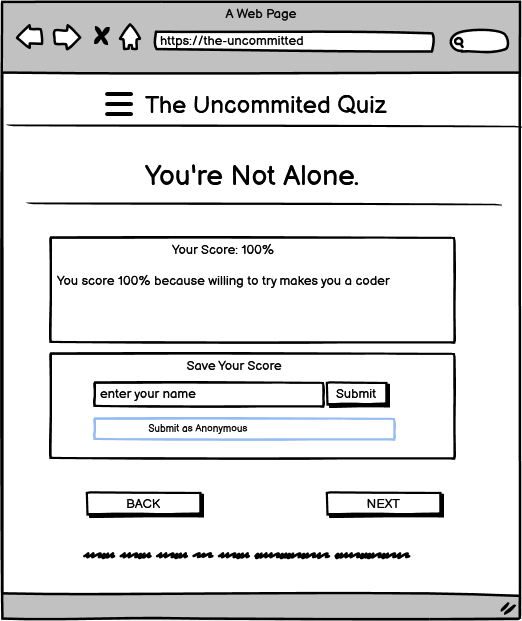 A Web Page
https://the-uncommitted
The Uncommited Quiz
You're Not Alone.
Your Score: 100%
You score 100% because willing to try makes you a coder
Save Your Score
enter your name
Submit
Submit as Anonymous
BACK
NEXT